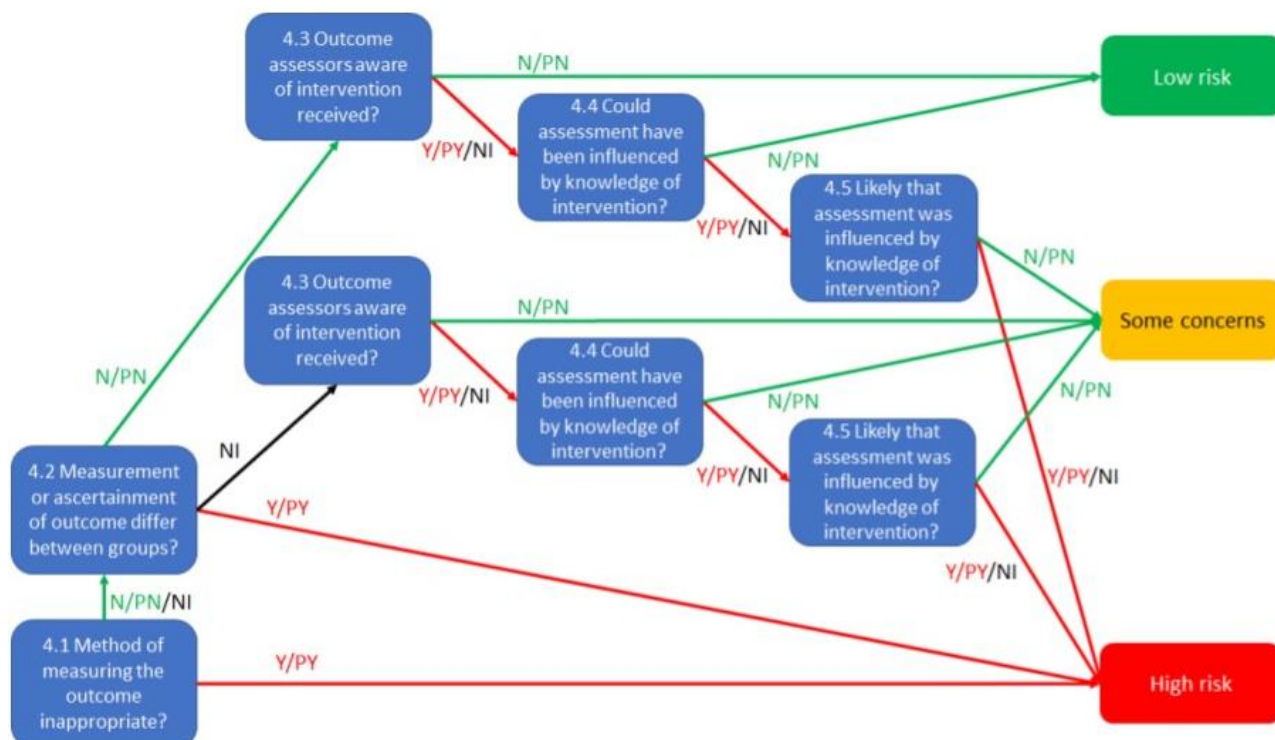 4.3 Outcome
assessors aware
of intervention
received?
N/PN
Low risk
Y/PY/NI
4.4 Could
assessment have
been influenced
by knowledge of
intervention?
N/PN
Y/PY/NI
4.5 Likely that
assessment was
influenced by
knowledge of
intervention?
N/PN
4.3 Outcome
assessors aware
of intervention
received?
N/PN
Some concerns
N/PN
Y/PY/NI
4.4 Could
assessment have
been influenced
by knowledge of
intervention?
N/PN
N/PN
Y/PY/NI
4.5 Likely that
assessment was
influenced by
knowledge of
intervention?
Y/PY/NI
NI
4.2 Measurement
or ascertainment
of outcome differ
between groups?
Y/PY
Y/PY/NI
N/PN/NI
4.1 Method of
measuring the
outcome
inappropriate?
Y/PY
High risk